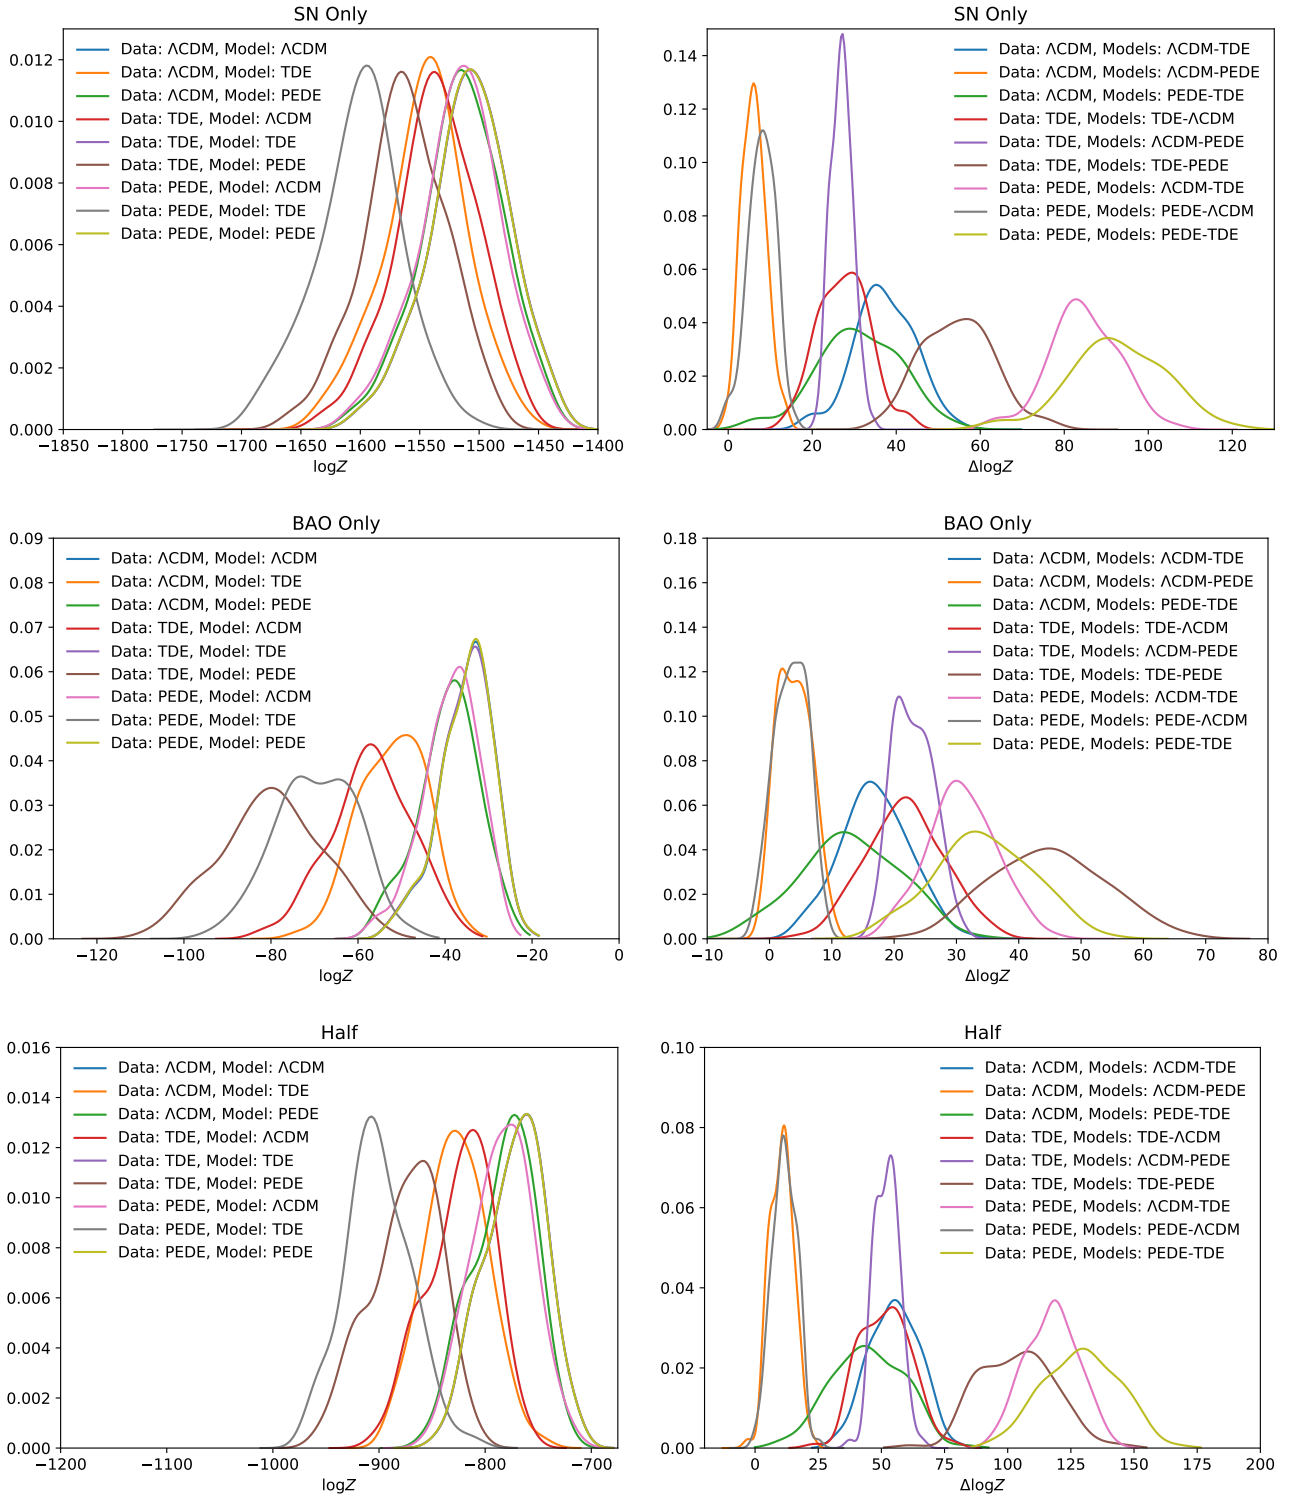 SN Only
0.012
0.010
0.008
0.006
0.004
0.002
0.000
Data: ΛCDM, Model: ΛCDM
Data: ΛCDM, Model: TDE
Data: ΛCDM, Model: PEDE
Data: TDE, Model: ΛCDM
Data: TDE, Model: TDE
Data: TDE, Model: PEDE
Data: PEDE, Model: ΛCDM
Data: PEDE, Model: TDE
Data: PEDE, Model: PEDE
−1850 −1800 −1750 −1700 −1650 −1600 −1550 −1500 −1450 −1400
logZ
SN Only
0.14
0.12
0.10
0.08
0.06
0.04
0.02
0.00
Data: ΛCDM, Models: ΛCDM-TDE
Data: ΛCDM, Models: ΛCDM-PEDE
Data: ΛCDM, Models: PEDE-TDE
Data: TDE, Models: TDE-ΛCDM
Data: TDE, Models: ΛCDM-PEDE
Data: TDE, Models: TDE-PEDE
Data: PEDE, Models: ΛCDM-TDE
Data: PEDE, Models: PEDE-ΛCDM
Data: PEDE, Models: PEDE-TDE
0 20 40 60 80 100 120
ΔlogZ
BAO Only
0.09
0.08
0.07
0.06
0.05
0.04
0.03
0.02
0.01
0.00
Data: ΛCDM, Model: ΛCDM
Data: ΛCDM, Model: TDE
Data: ΛCDM, Model: PEDE
Data: TDE, Model: ΛCDM
Data: TDE, Model: TDE
Data: TDE, Model: PEDE
Data: PEDE, Model: ΛCDM
Data: PEDE, Model: TDE
Data: PEDE, Model: PEDE
−120 −100 −80 −60 −40 −20 0
logZ
BAO Only
0.18
0.16
0.14
0.12
0.10
0.08
0.06
0.04
0.02
0.00
Data: ΛCDM, Models: ΛCDM-TDE
Data: ΛCDM, Models: ΛCDM-PEDE
Data: ΛCDM, Models: PEDE-TDE
Data: TDE, Models: TDE-ΛCDM
Data: TDE, Models: ΛCDM-PEDE
Data: TDE, Models: TDE-PEDE
Data: PEDE, Models: ΛCDM-TDE
Data: PEDE, Models: PEDE-ΛCDM
Data: PEDE, Models: PEDE-TDE
−10 0 10 20 30 40 50 60 70 80
ΔlogZ
Half
0.016
0.014
0.012
0.010
0.008
0.006
0.004
0.002
0.000
Data: ΛCDM, Model: ΛCDM
Data: ΛCDM, Model: TDE
Data: ΛCDM, Model: PEDE
Data: TDE, Model: ΛCDM
Data: TDE, Model: TDE
Data: TDE, Model: PEDE
Data: PEDE, Model: ΛCDM
Data: PEDE, Model: TDE
Data: PEDE, Model: PEDE
−1200 −1100 −1000 −900 −800 −700
logZ
Half
0.10
0.08
0.06
0.04
0.02
0.00
Data: ΛCDM, Models: ΛCDM-TDE
Data: ΛCDM, Models: ΛCDM-PEDE
Data: ΛCDM, Models: PEDE-TDE
Data: TDE, Models: TDE-ΛCDM
Data: TDE, Models: ΛCDM-PEDE
Data: TDE, Models: TDE-PEDE
Data: PEDE, Models: ΛCDM-TDE
Data: PEDE, Models: PEDE-ΛCDM
Data: PEDE, Models: PEDE-TDE
0 25 50 75 100 125 150 175 200
ΔlogZ